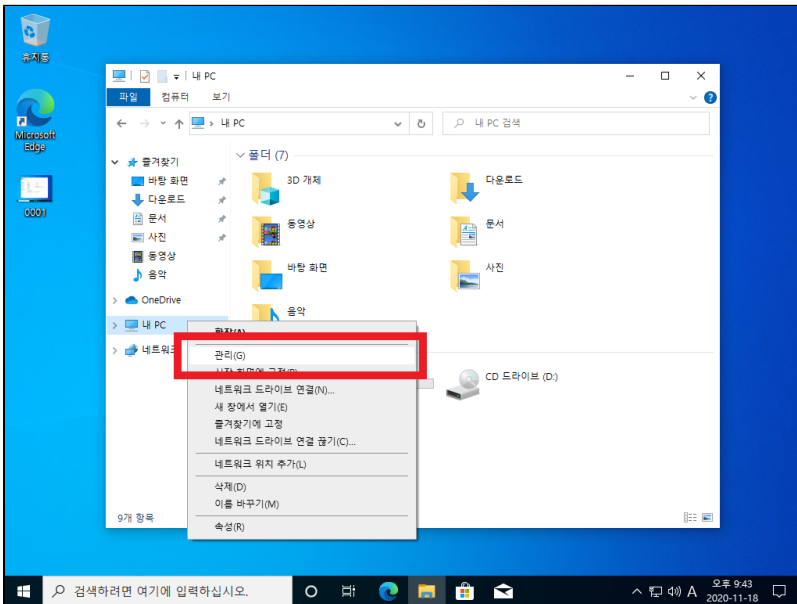 휴지통
Microsoft
Edge
0001
내 PC
파일 컴퓨터 보기
내 PC
내 PC 검색
즐겨찾기
바탕 화면
다운로드
문서
사진
동영상
음악
OneDrive
내 PC
네트워크
폴더 (7)
3D 개체
다운로드
동영상
문서
바탕 화면
사진
음악
CD 드라이브 (D:)
확장(A)
관리(G)
시작 화면에 고정(P)
네트워크 드라이브 연결(N)...
새 창에서 열기(E)
즐겨찾기에 고정
네트워크 드라이브 연결 끊기(C)...
네트워크 위치 추가(L)
삭제(D)
이름 바꾸기(M)
속성(R)
9개 항목
검색하려면 여기에 입력하십시오.
A
오후 9:43
2020-11-18